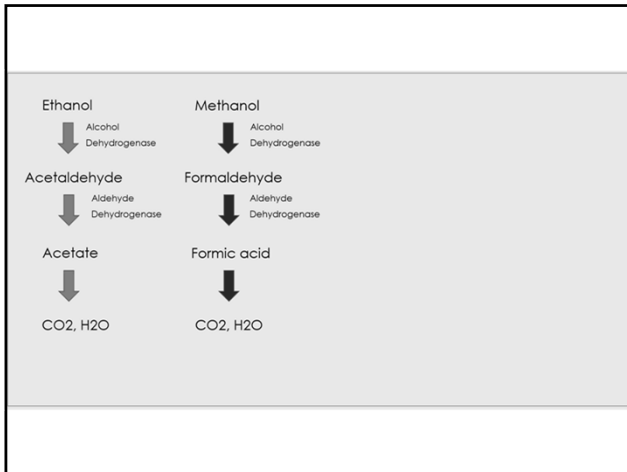 Ethanol
Methanol
Alcohol
Dehydrogenase
Alcohol
Dehydrogenase
Acetaldehyde
Formaldehyde
Aldehyde
Dehydrogenase
Aldehyde
Dehydrogenase
Acetate
Formic acid
CO2, H2O
CO2, H2O